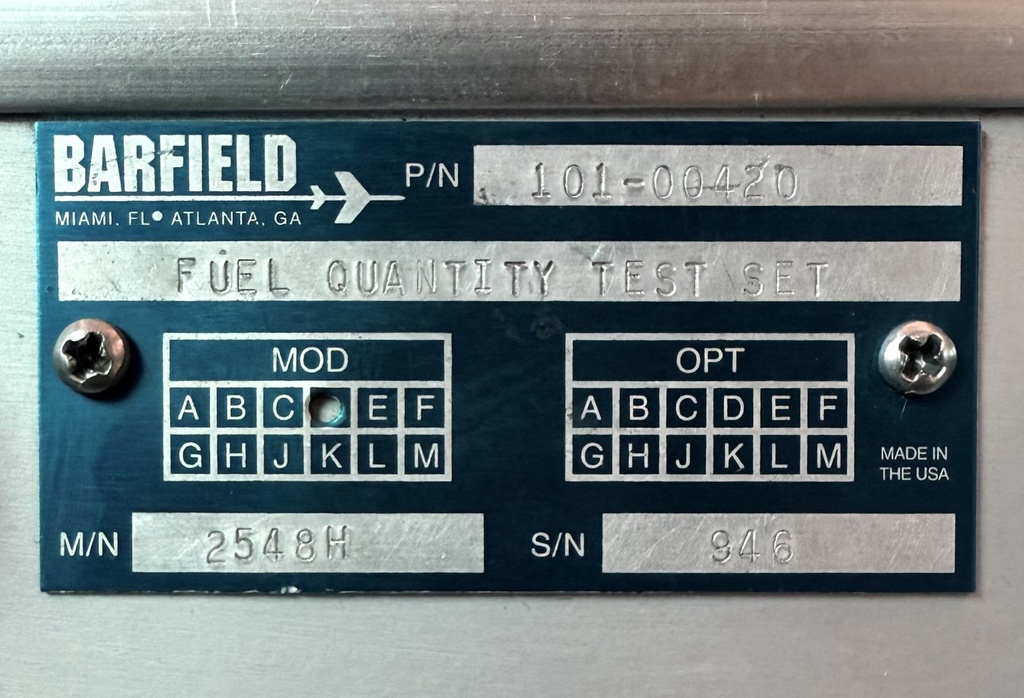 BARFIELD
MIAMI, FL • ATLANTA, GA
P/N 101-00420
FUEL QUANTITY TEST SET
MOD
A B C E F
G H J K L M
OPT
A B C D E F
G H J K L M
MADE IN
THE USA
M/N 2548H
S/N 946